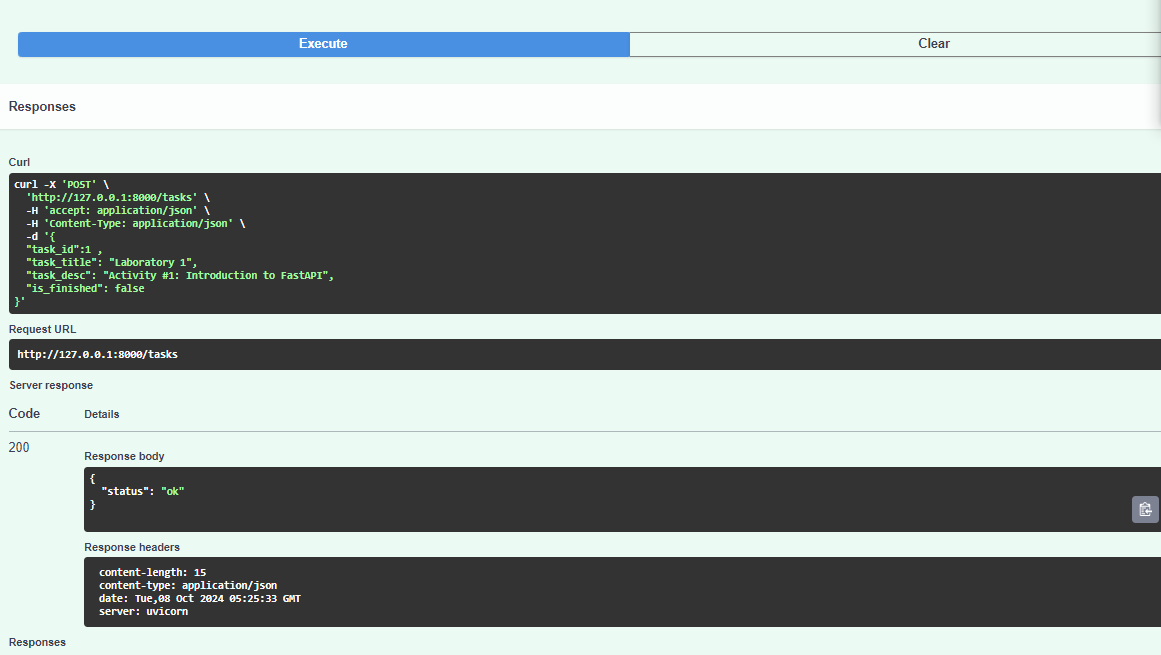 Execute
Clear
Responses
Curl
curl -X 'POST' \
  'http://127.0.0.1:8000/tasks' \
  -H 'accept: application/json' \
  -H 'Content-Type: application/json' \
  -d '{
  "task_id":1 ,
  "task_title": "Laboratory 1",
  "task_desc": "Activity #1: Introduction to FastAPI",
  "is_finished": false
}'
Request URL
http://127.0.0.1:8000/tasks
Server response
Code Details
200
Response body
{
  "status": "ok"
}
Response headers
content-length: 15
content-type: application/json
date: Tue,08 Oct 2024 05:25:33 GMT
server: uvicorn
Responses